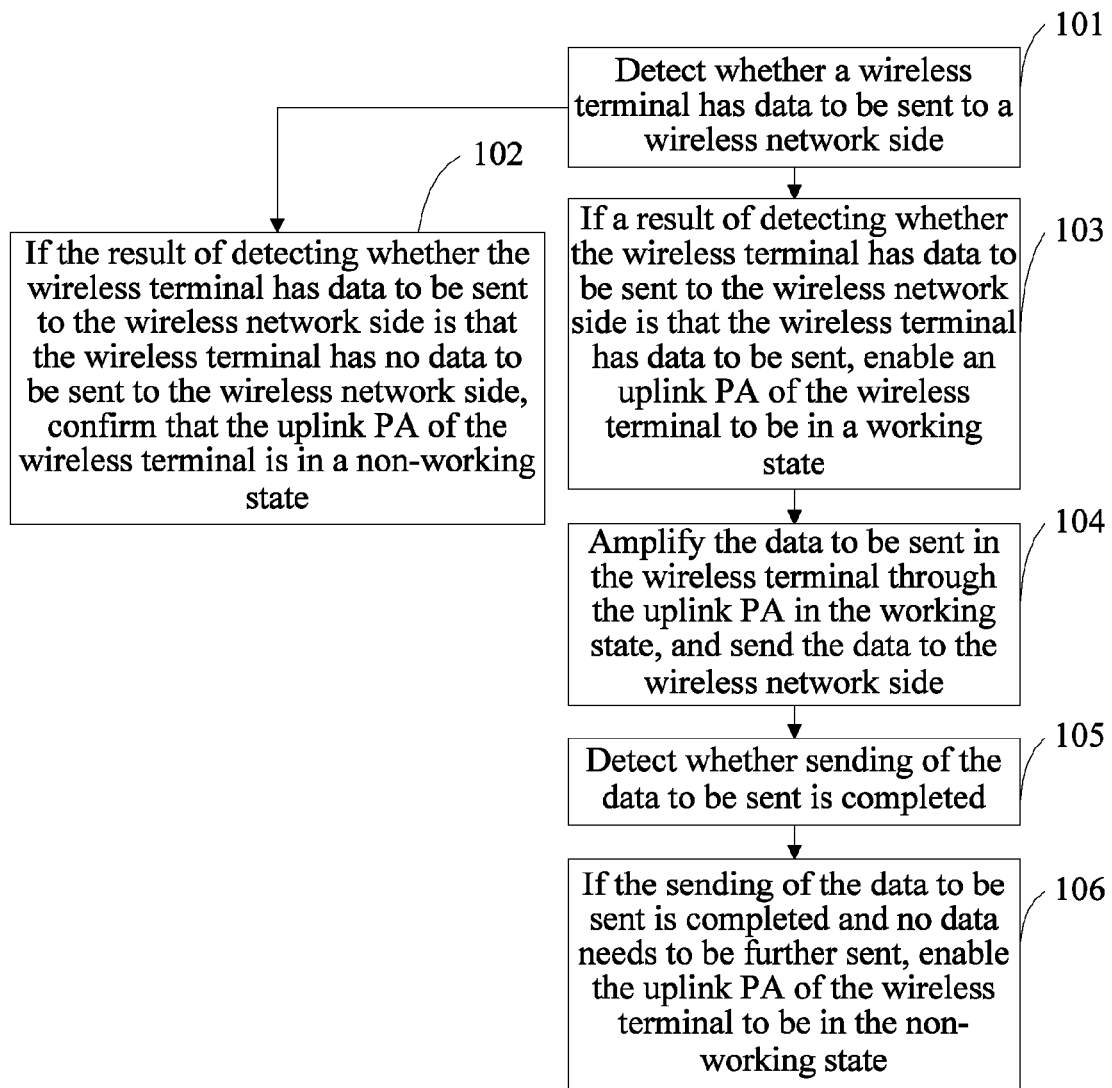 101
Detect whether a wireless
terminal has data to be sent to a
wireless network side
102
If the result of detecting whether the
wireless terminal has data to be sent
to the wireless network side is that
the wireless terminal has no data to
be sent to the wireless network side,
confirm that the uplink PA of the
wireless terminal is in a non-working
state
103
If a result of detecting whether
the wireless terminal has data to
be sent to the wireless network
side is that the wireless terminal
has data to be sent, enable an
uplink PA of the wireless
terminal to be in a working
state
104
Amplify the data to be sent in
the wireless terminal through
the uplink PA in the working
state, and send the data to the
wireless network side
105
Detect whether sending of the
data to be sent is completed
106
If the sending of the data to be
sent is completed and no data
needs to be further sent, enable
the uplink PA of the wireless
terminal to be in the non-
working state